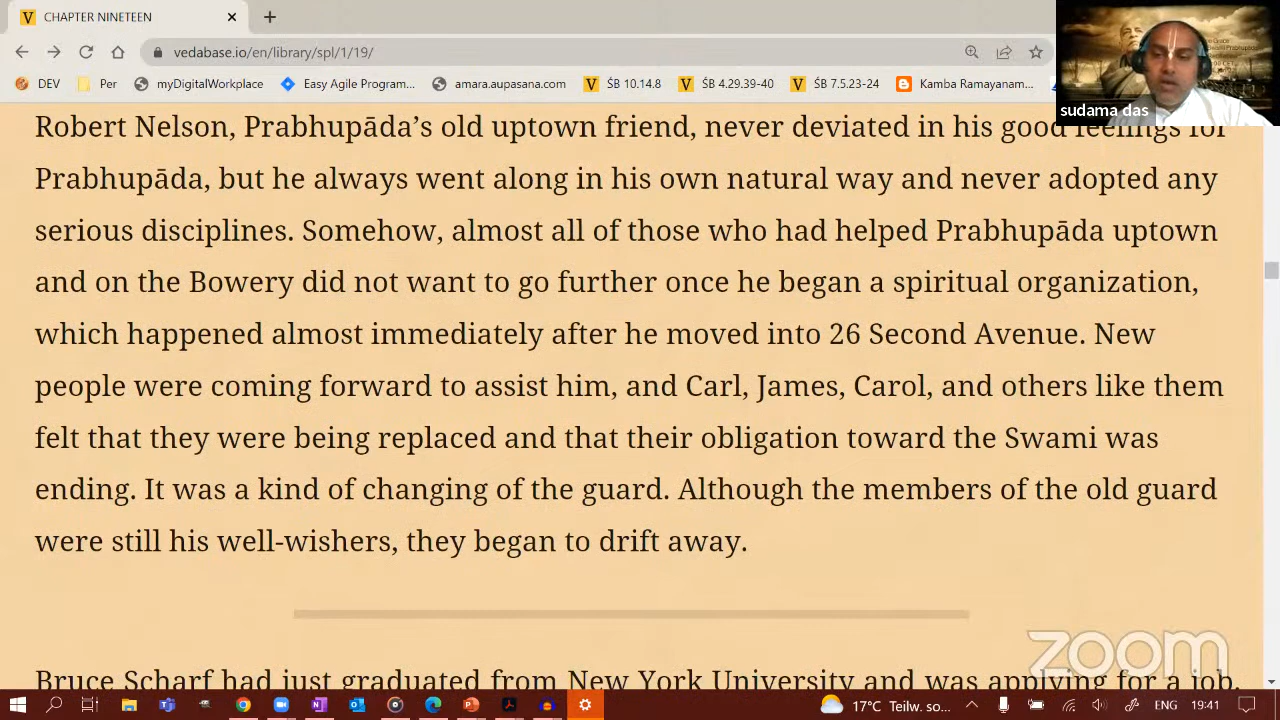 CHAPTER NINETEEN
vedabase.io/en/library/spl/1/19/
DEV Per myDigitalWorkplace Easy Agile Program... amara.aupasana.com ŚB 10.14.8 ŚB 4.29.39-40 ŚB 7.5.23-24 Kamba Ramayanam...
sudama das
Robert Nelson, Prabhupāda’s old uptown friend, never deviated in his good feelings for
Prabhupāda, but he always went along in his own natural way and never adopted any
serious disciplines. Somehow, almost all of those who had helped Prabhupāda uptown
and on the Bowery did not want to go further once he began a spiritual organization,
which happened almost immediately after he moved into 26 Second Avenue. New
people were coming forward to assist him, and Carl, James, Carol, and others like them
felt that they were being replaced and that their obligation toward the Swami was
ending. It was a kind of changing of the guard. Although the members of the old guard
were still his well-wishers, they began to drift away.
zoom
Bruce Scharf had just graduated from New York University and was applying for a job.
17°C Teilw. so... ENG 19:41